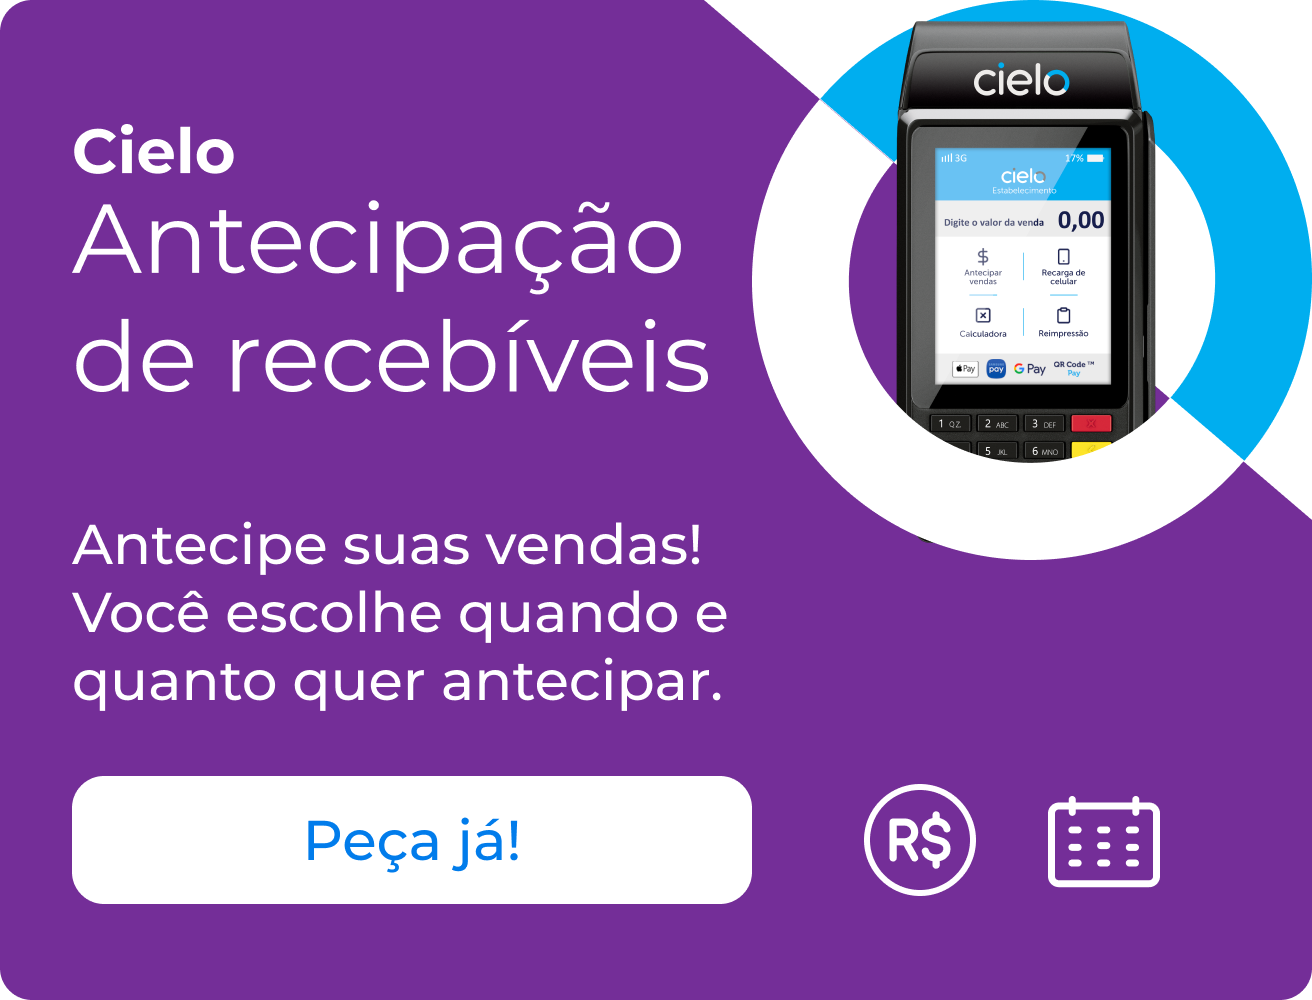 Cielo
Antecipação
de recebíveis
Antecipe suas vendas!
Você escolhe quando e
quanto quer antecipar.
Peça já!
R$
cielo
3G 17%
cielo
Estabelecimento
Digite o valor da venda 0,00
Antecipar vendas
Recarga de celular
Calculadora
Reimpressão
Pay
pay
G Pay
QR Code™ Pay
1 QZ. 2 ABC 3 DEF
5 JKL 6 MNO